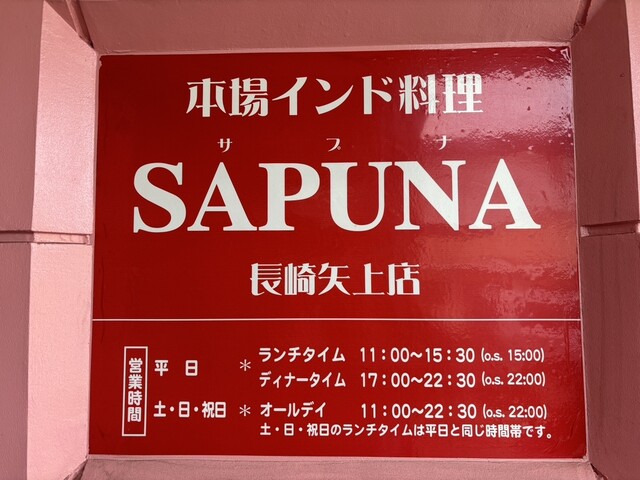 本場インド料理
サプナ
SAPUNA
長崎矢上店
営業時間
平日 * ランチタイム 11:00〜15:30 (o.s. 15:00)
ディナータイム 17:00〜22:30 (o.s. 22:00)
土・日・祝日 * オールデイ 11:00〜22:30 (o.s. 22:00)
土・日・祝日のランチタイムは平日と同じ時間帯です。